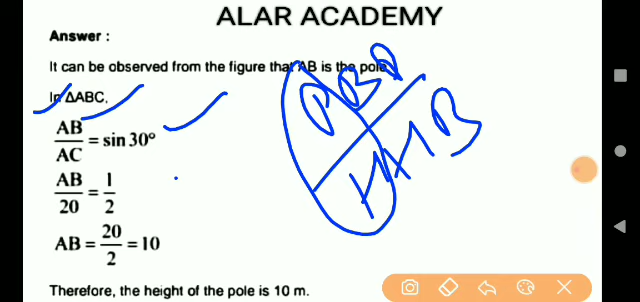 ALAR ACADEMY
Answer :
It can be observed from the figure that AB is the pole.
In ΔABC,
AB/AC = sin 30°
AB/20 = 1/2
AB = 20/2 = 10
Therefore, the height of the pole is 10 m.